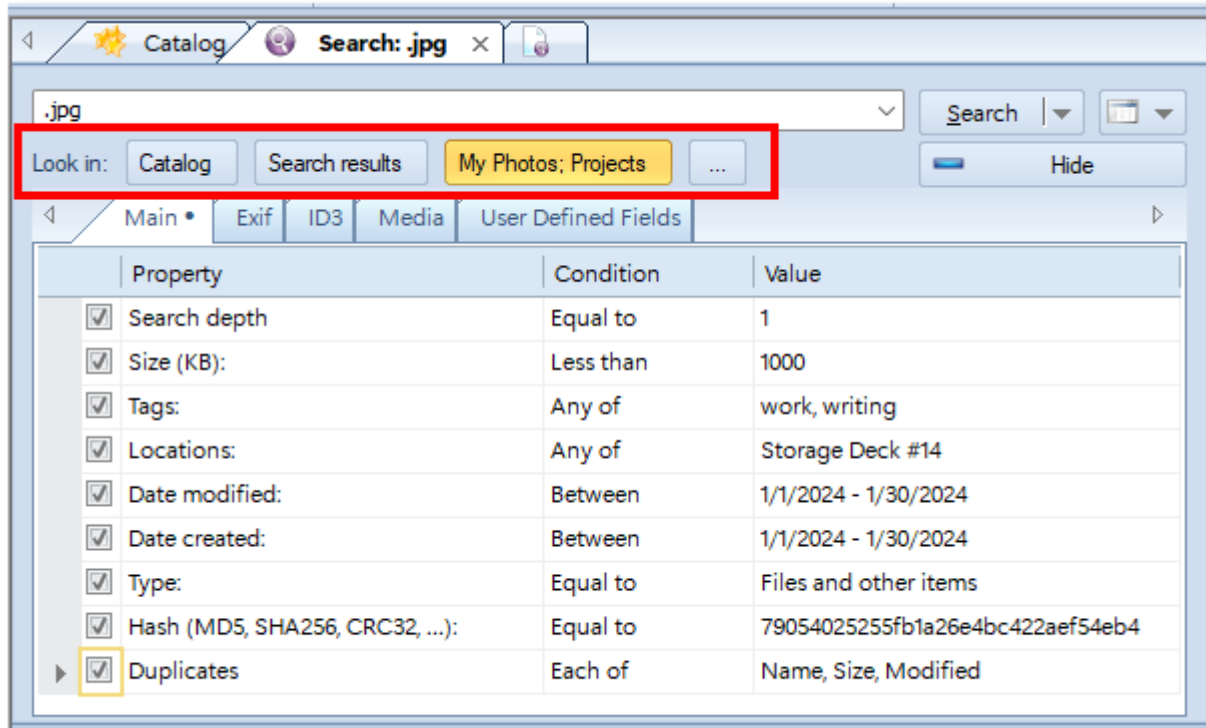 Catalog Search: .jpg
.jpg Search
Look in: Catalog Search results My Photos; Projects ... Hide
Main • Exif ID3 Media User Defined Fields
Property Condition Value
Search depth Equal to 1
Size (KB): Less than 1000
Tags: Any of work, writing
Locations: Any of Storage Deck #14
Date modified: Between 1/1/2024 - 1/30/2024
Date created: Between 1/1/2024 - 1/30/2024
Type: Equal to Files and other items
Hash (MD5, SHA256, CRC32, ...): Equal to 79054025255fb1a26e4bc422aef54eb4
Duplicates Each of Name, Size, Modified